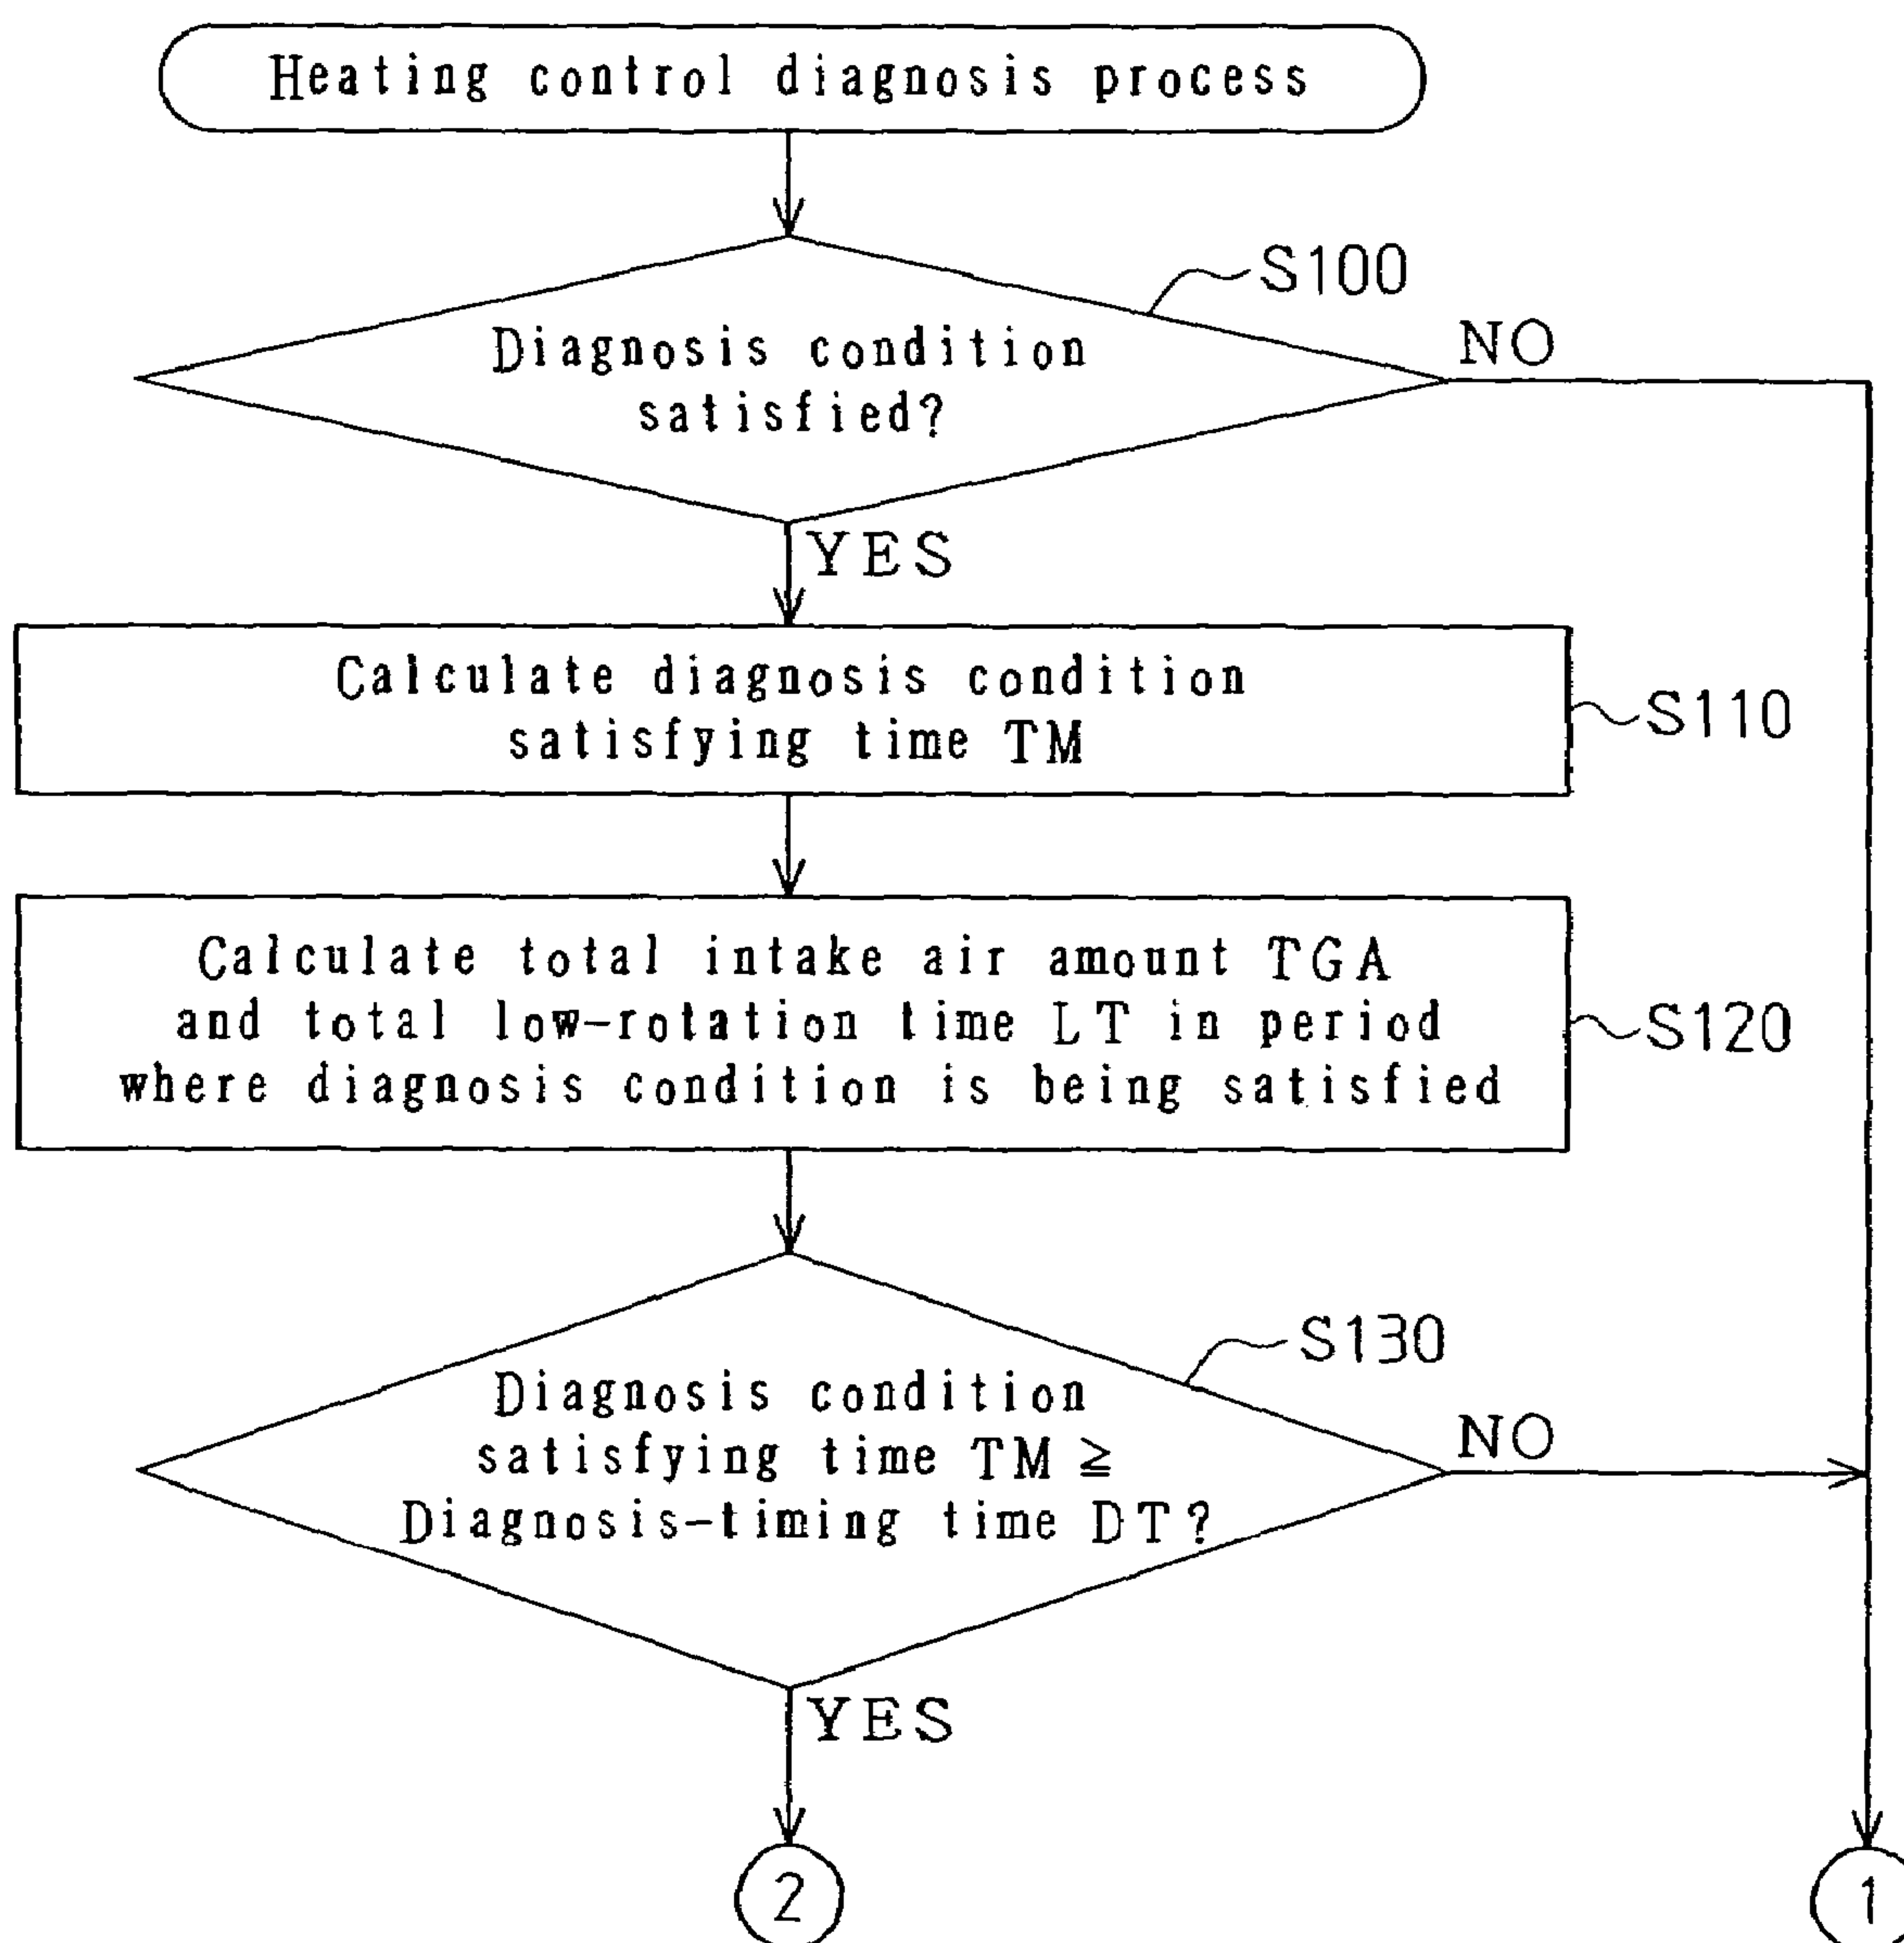 Heating control diagnosis process
S100
Diagnosis condition
satisfied?
NO
YES
Calculate diagnosis condition
satisfying time TM
S110
Calculate total intake air amount TGA
and total low-rotation time LT in period
where diagnosis condition is being satisfied
S120
S130
Diagnosis condition
satisfying time TM ≧
Diagnosis-timing time DT?
NO
YES
2
1